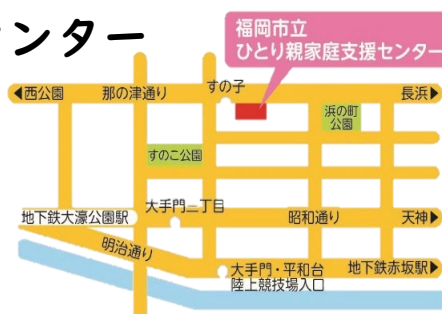 ンター
福岡市立
ひとり親家庭支援センター
◀西公園
那の津通り
すの子
長浜▶
浜の町
公園
すのこ公園
大手門二丁目
地下鉄大濠公園駅
昭和通り
天神▶
明治通り
大手門・平和台
陸上競技場入口
地下鉄赤坂駅▶